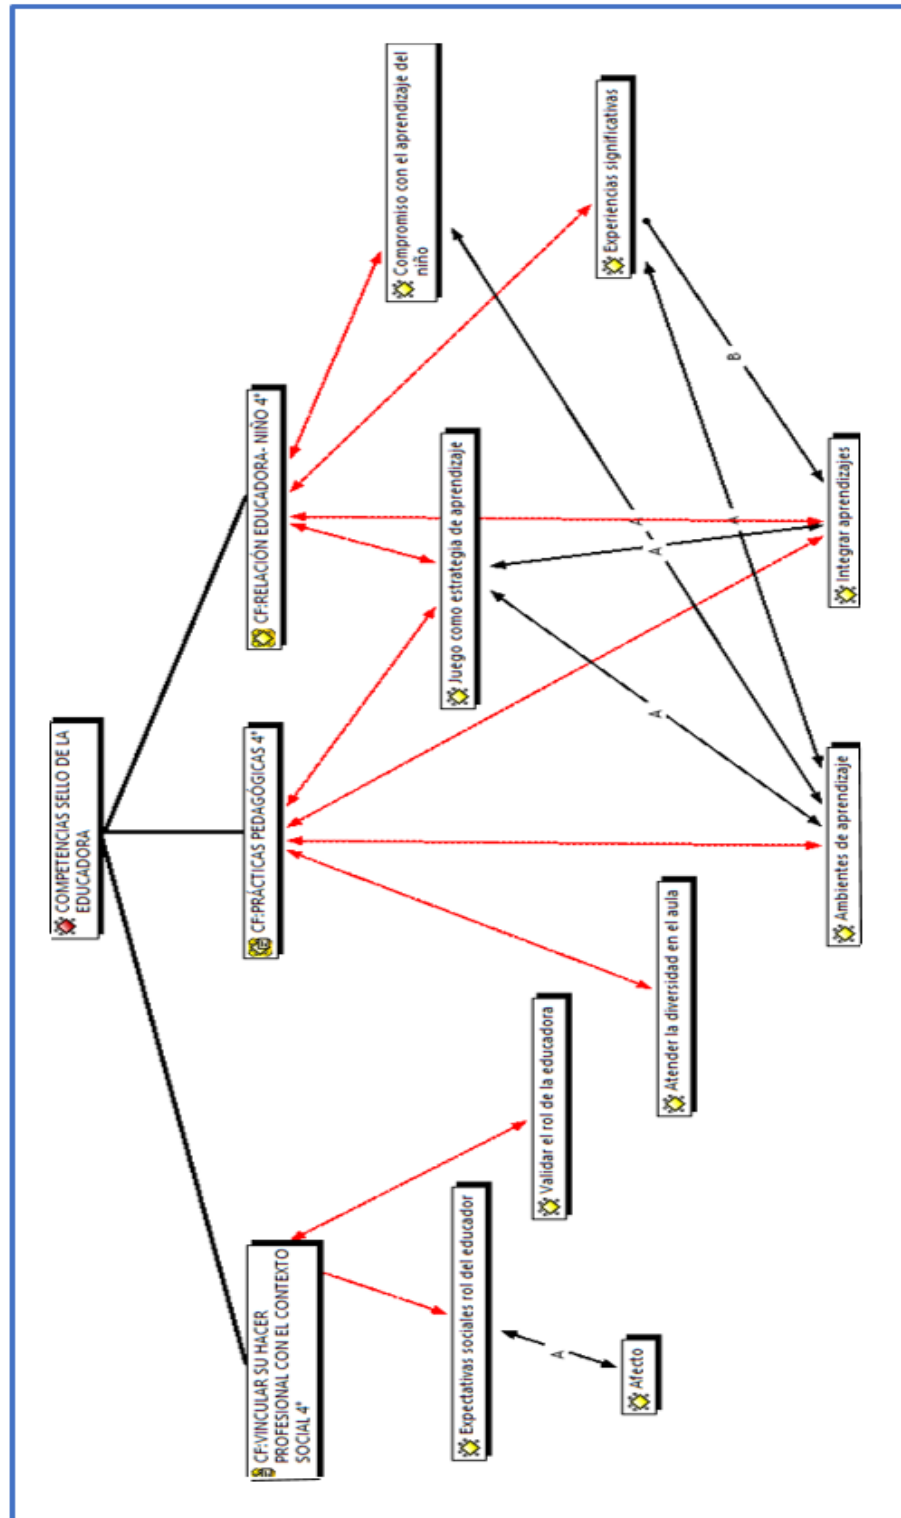 COMPETENCIAS SELLO DE LA
EDUCADORA
CF:VINCULAR SU HACER
PROFESIONAL CON EL CONTEXTO
SOCIAL 4°
CF:PRÁCTICAS PEDAGÓGICAS 4°
CF:RELACIÓN EDUCADORA- NIÑO 4°
Compromiso con el aprendizaje del
niño
Juego como estrategia de aprendizaje
Expectativas sociales rol del educador
Validar el rol de la educadora
Experiencias significativas
Atender la diversidad en el aula
Afecto
Ambientes de aprendizaje
Integrar aprendizajes
A
A
A
A
A
B